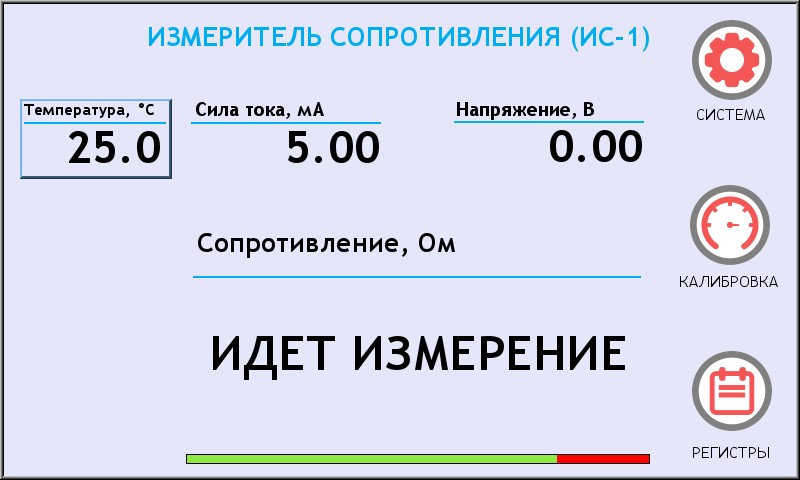 ИЗМЕРИТЕЛЬ СОПРОТИВЛЕНИЯ (ИС-1)
СИСТЕМА
Температура, °C
Сила тока, мА
Напряжение, В
25.0
5.00
0.00
Сопротивление, Ом
КАЛИБРОВКА
ИДЕТ ИЗМЕРЕНИЕ
РЕГИСТРЫ